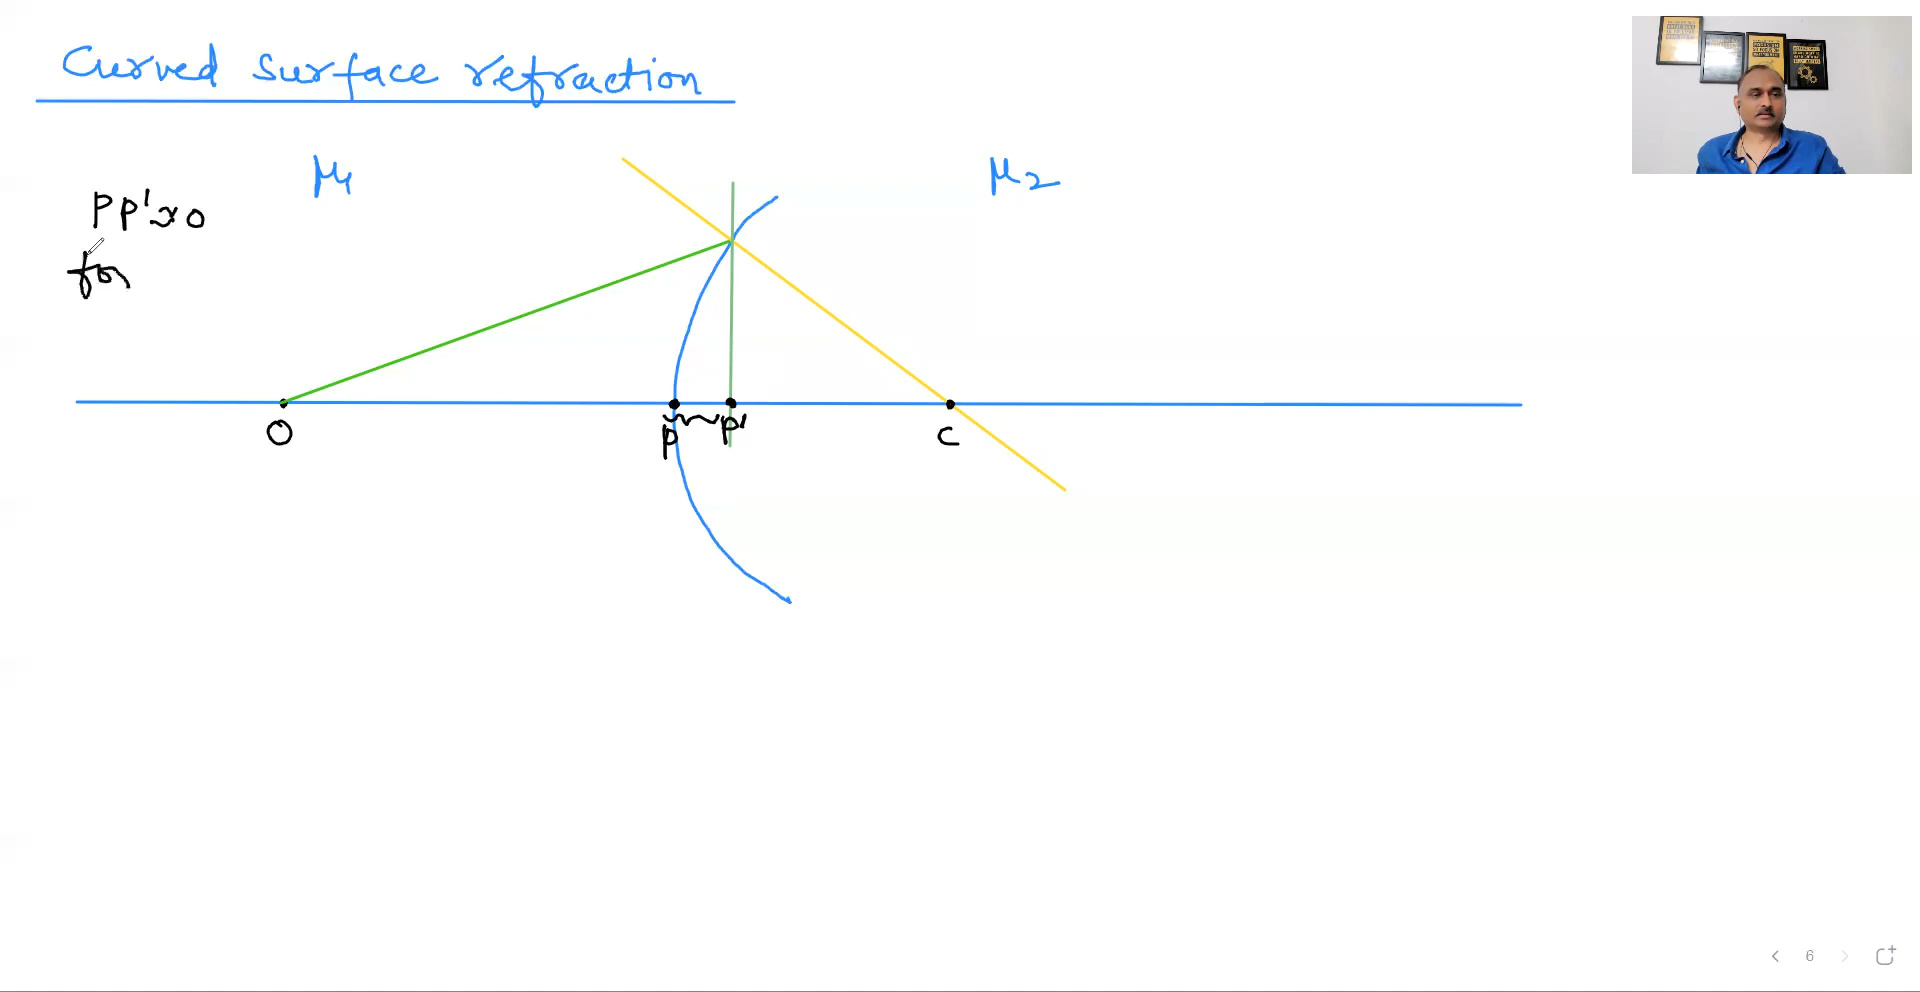 Curved surface refraction
μ1
μ2
PP'≈0
for
O
P
P'
C
6